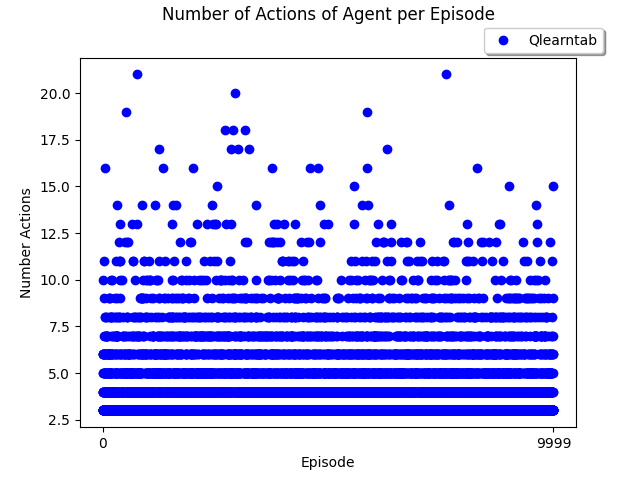 Number of Actions of Agent per Episode
Qlearntab
20.0
17.5
15.0
12.5
10.0
7.5
5.0
2.5
Number Actions
0
9999
Episode